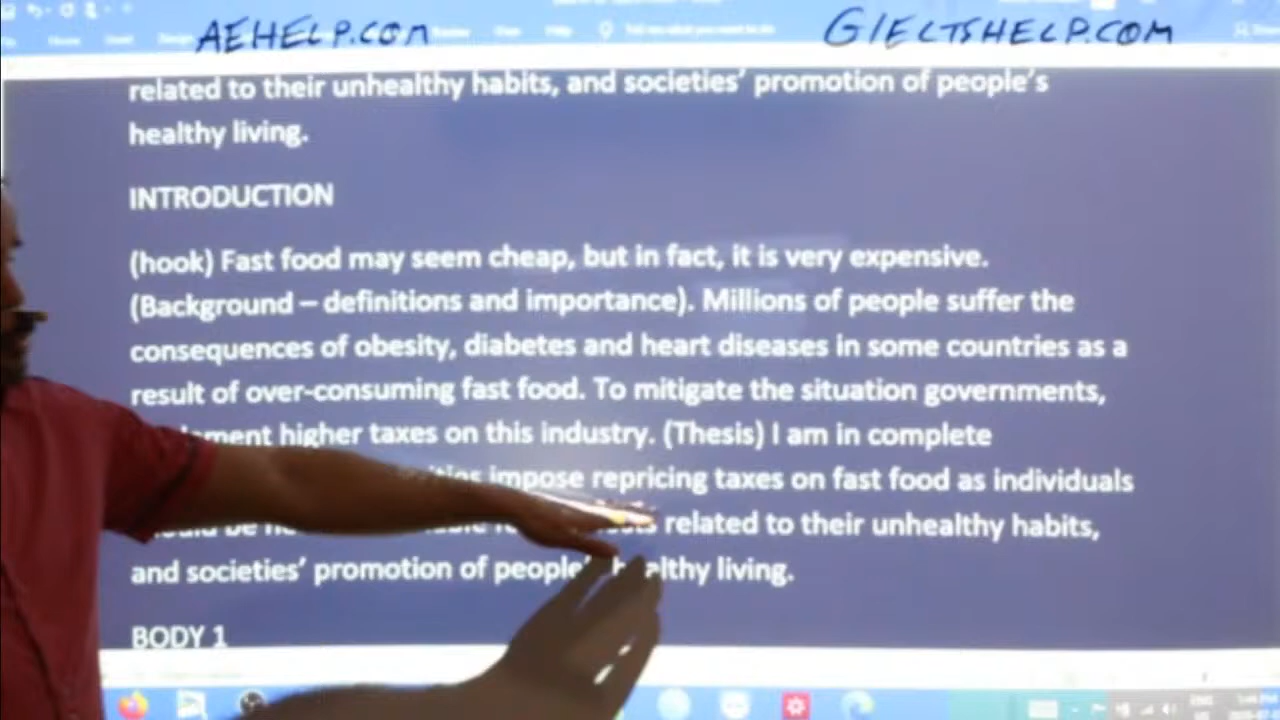 AEHELP.COM
GIELTSHELP.COM
related to their unhealthy habits, and societies' promotion of people's
healthy living.
INTRODUCTION
(hook) Fast food may seem cheap, but in fact, it is very expensive.
(Background – definitions and importance). Millions of people suffer the
consequences of obesity, diabetes and heart diseases in some countries as a
result of over-consuming fast food. To mitigate the situation governments,
higher taxes on this industry. (Thesis) I am in complete
impose repricing taxes on fast food as individuals
be related to their unhealthy habits,
and societies' promotion of people's healthy living.
BODY 1